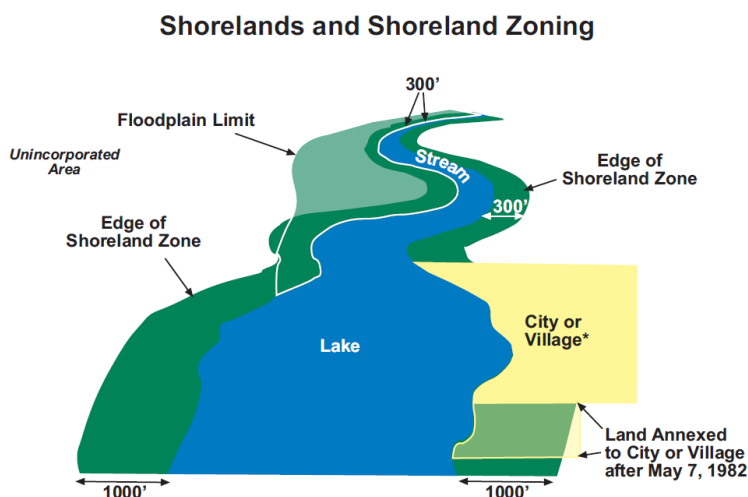 Shorelands and Shoreland Zoning
300’
Floodplain Limit
Unincorporated
Area
Stream
Edge of
Shoreland Zone
300’
Edge of
Shoreland Zone
City or
Village*
Lake
Land Annexed
to City or Village
after May 7, 1982
1000’
1000’